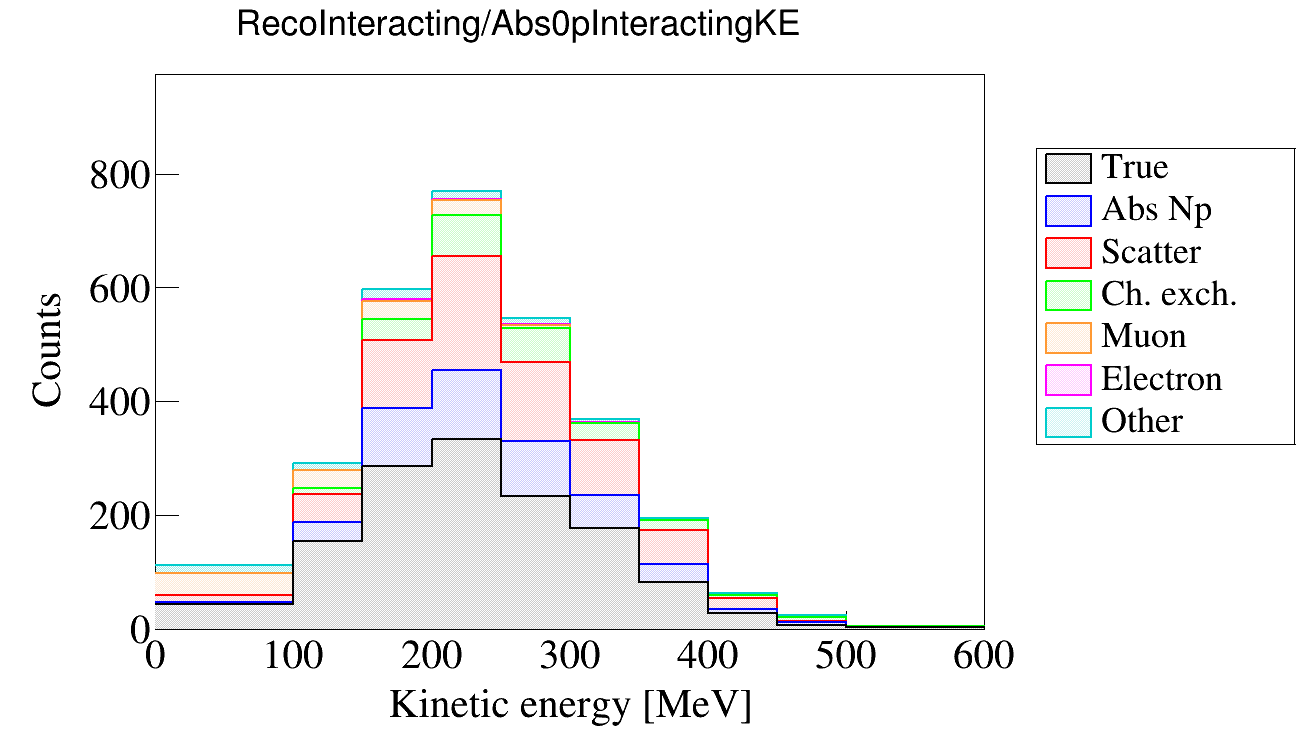 RecoInteracting/Abs0pInteractingKE
800
600
400
200
0
Counts
0 100 200 300 400 500 600
Kinetic energy [MeV]
True
Abs Np
Scatter
Ch. exch.
Muon
Electron
Other